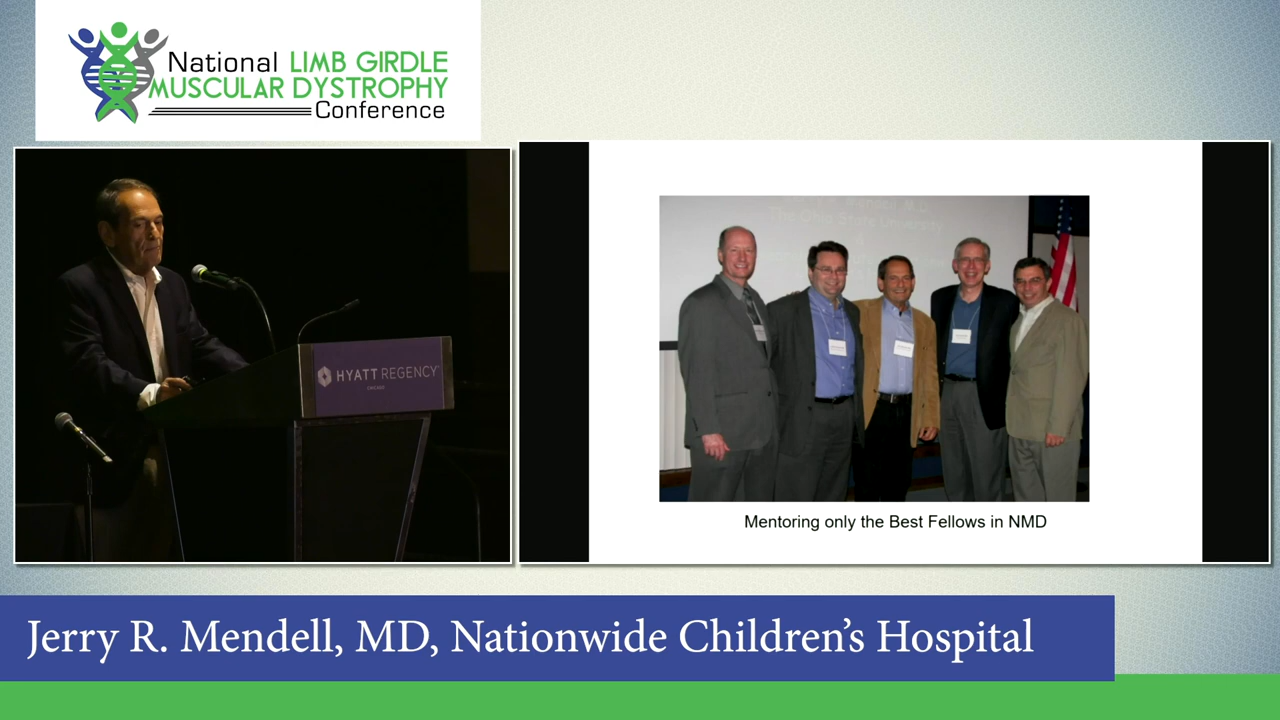 National LIMB GIRDLE
MUSCULAR DYSTROPHY
Conference
HYATT REGENCY
CHICAGO
Mentoring only the Best Fellows in NMD
Jerry R. Mendell, MD, Nationwide Children's Hospital